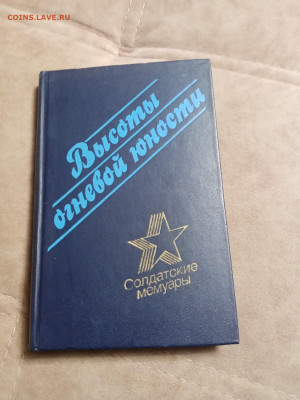 COINS.LAVE.RU
Высоты
огневой юности
Солдатские
мемуары